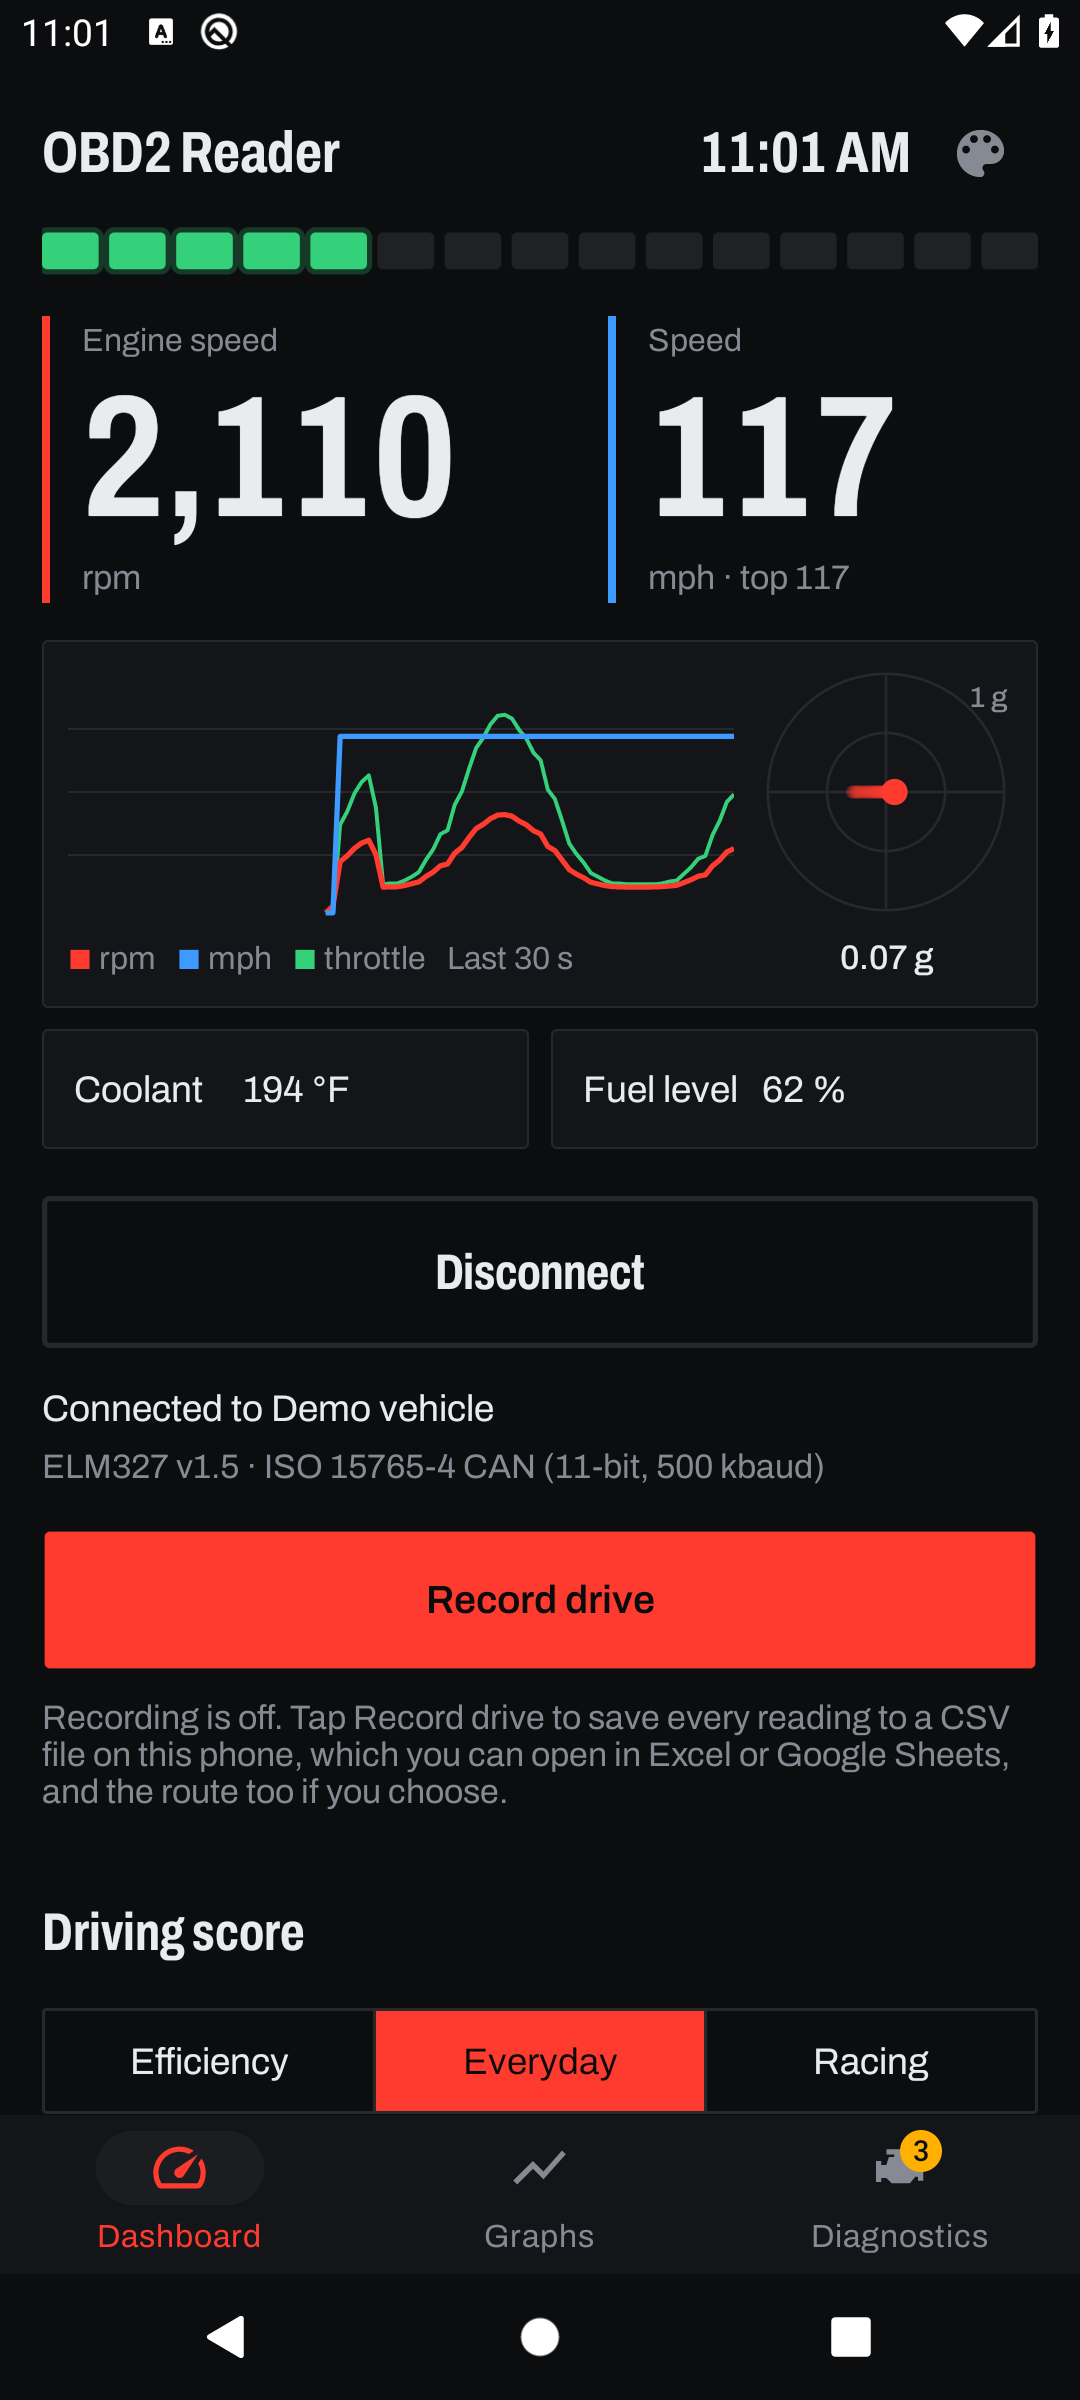 11:01
OBD2 Reader 11:01 AM
Engine speed Speed
2,110 117
rpm mph · top 117
1 g
rpm mph throttle Last 30 s 0.07 g
Coolant 194 °F Fuel level 62 %
Disconnect
Connected to Demo vehicle
ELM327 v1.5 · ISO 15765-4 CAN (11-bit, 500 kbaud)
Record drive
Recording is off. Tap Record drive to save every reading to a CSV
file on this phone, which you can open in Excel or Google Sheets,
and the route too if you choose.
Driving score
Efficiency Everyday Racing
3
Dashboard Graphs Diagnostics